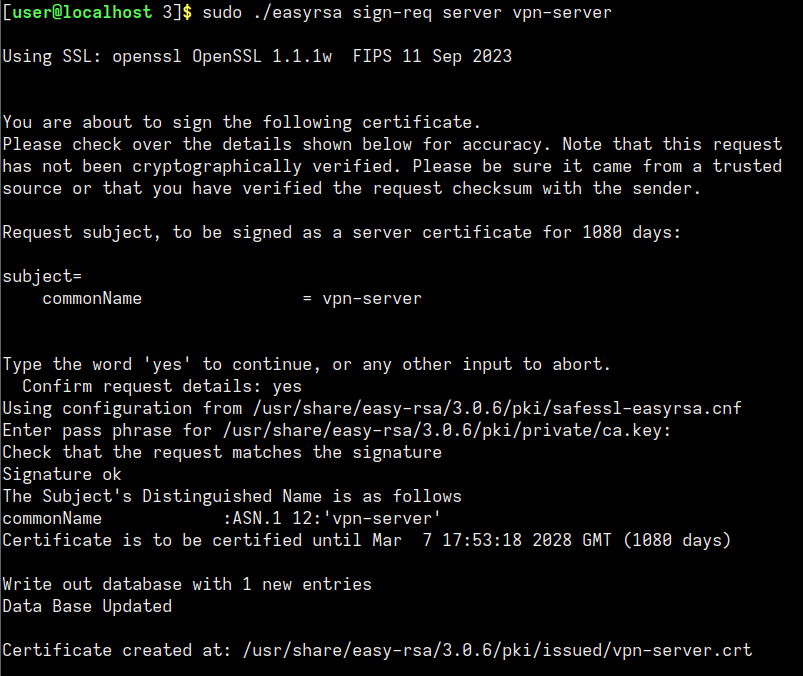 [user@localhost 3]$ sudo ./easyrsa sign-req server vpn-server
Using SSL: openssl OpenSSL 1.1.1w  FIPS 11 Sep 2023
You are about to sign the following certificate.
Please check over the details shown below for accuracy. Note that this request
has not been cryptographically verified. Please be sure it came from a trusted
source or that you have verified the request checksum with the sender.
Request subject, to be signed as a server certificate for 1080 days:
subject=
    commonName                = vpn-server
Type the word 'yes' to continue, or any other input to abort.
  Confirm request details: yes
Using configuration from /usr/share/easy-rsa/3.0.6/pki/safessl-easyrsa.cnf
Enter pass phrase for /usr/share/easy-rsa/3.0.6/pki/private/ca.key:
Check that the request matches the signature
Signature ok
The Subject's Distinguished Name is as follows
commonName            :ASN.1 12:'vpn-server'
Certificate is to be certified until Mar  7 17:53:18 2028 GMT (1080 days)
Write out database with 1 new entries
Data Base Updated
Certificate created at: /usr/share/easy-rsa/3.0.6/pki/issued/vpn-server.crt